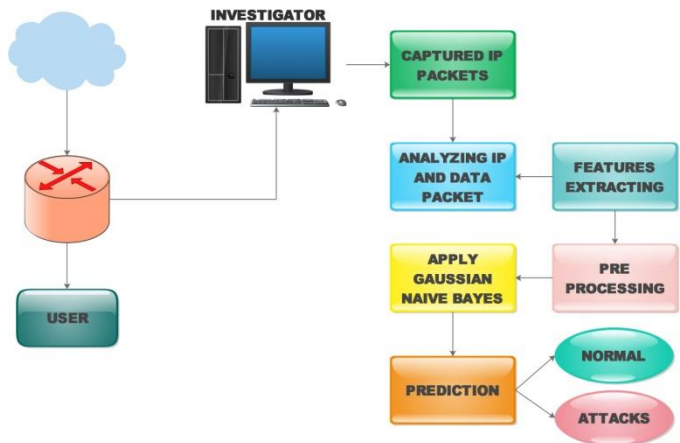 INVESTIGATOR
CAPTURED IP
PACKETS
ANALYZING IP
AND DATA
PACKET
FEATURES
EXTRACTING
APPLY
GAUSSIAN
NAIVE BAYES
PRE
PROCESSING
USER
PREDICTION
NORMAL
ATTACKS